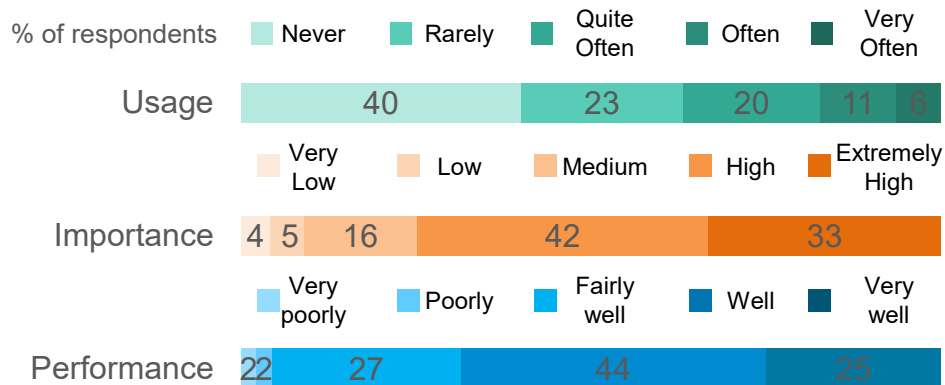 % of respondents Never Rarely Quite Often Often Very Often
Usage 40 23 20 11 6
Very Low Low Medium High Extremely High
Importance 4 5 16 42 33
Very poorly Poorly Fairly well Well Very well
Performance 2 2 27 44 25